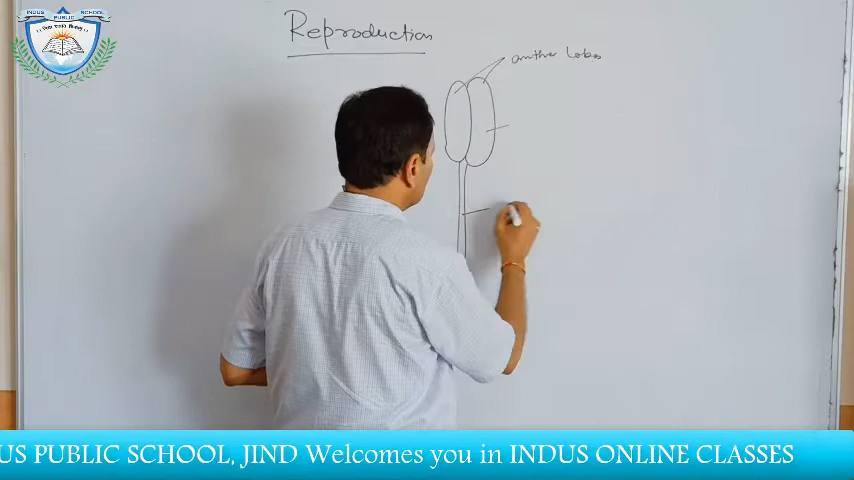 INDUS PUBLIC SCHOOL
Reproduction
anther Lobes
US PUBLIC SCHOOL, JIND Welcomes you in INDUS ONLINE CLASSES